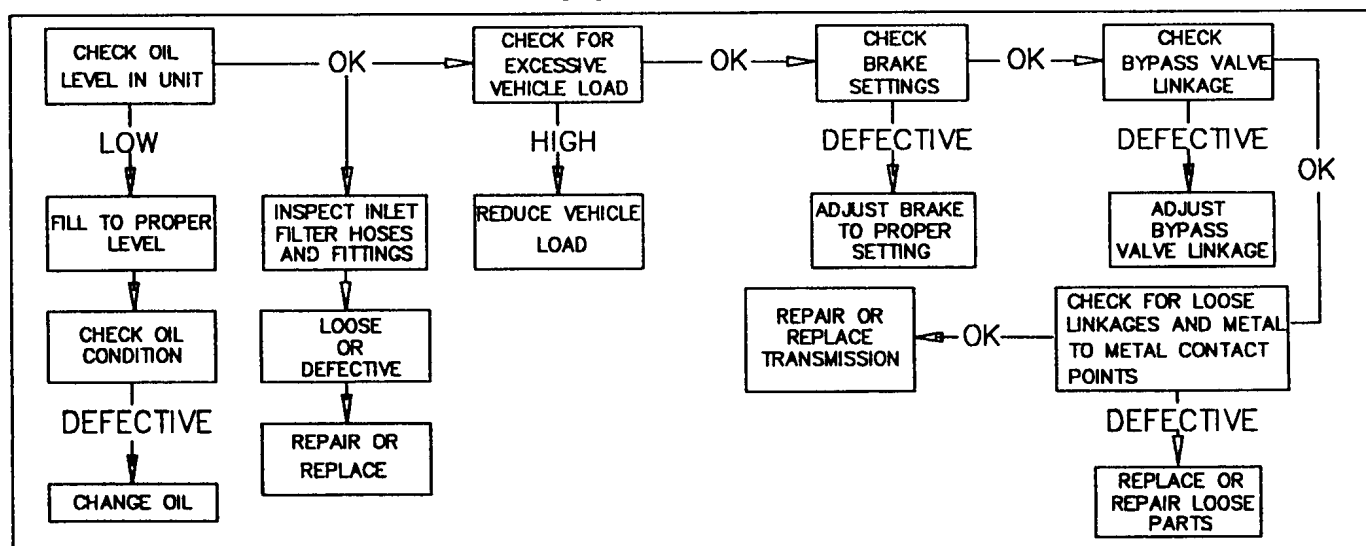 CHECK OIL
LEVEL IN UNIT
OK
CHECK FOR
EXCESSIVE
VEHICLE LOAD
OK
CHECK
BRAKE
SETTINGS
OK
CHECK
BYPASS VALVE
LINKAGE
LOW
HIGH
DEFECTIVE
DEFECTIVE
OK
FILL TO PROPER
LEVEL
INSPECT INLET
FILTER HOSES
AND FITTINGS
REDUCE VEHICLE
LOAD
ADJUST BRAKE
TO PROPER
SETTING
ADJUST
BYPASS
VALVE LINKAGE
CHECK OIL
CONDITION
LOOSE
OR
DEFECTIVE
REPAIR OR
REPLACE
TRANSMISSION
OK
CHECK FOR LOOSE
LINKAGES AND METAL
TO METAL CONTACT
POINTS
DEFECTIVE
DEFECTIVE
REPAIR OR
REPLACE
CHANGE OIL
REPLACE OR
REPAIR LOOSE
PARTS